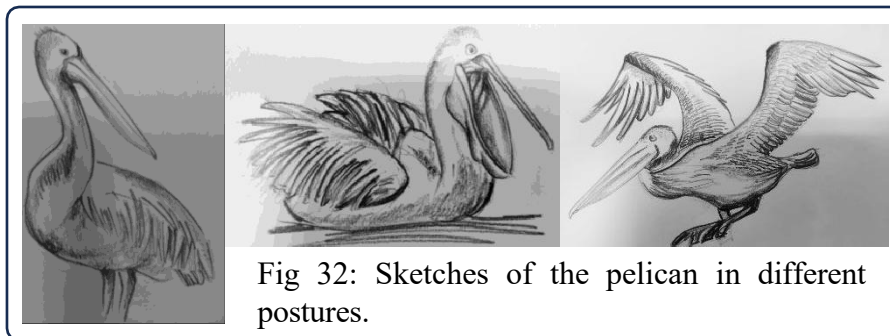 Fig 32: Sketches of the pelican in different
postures.